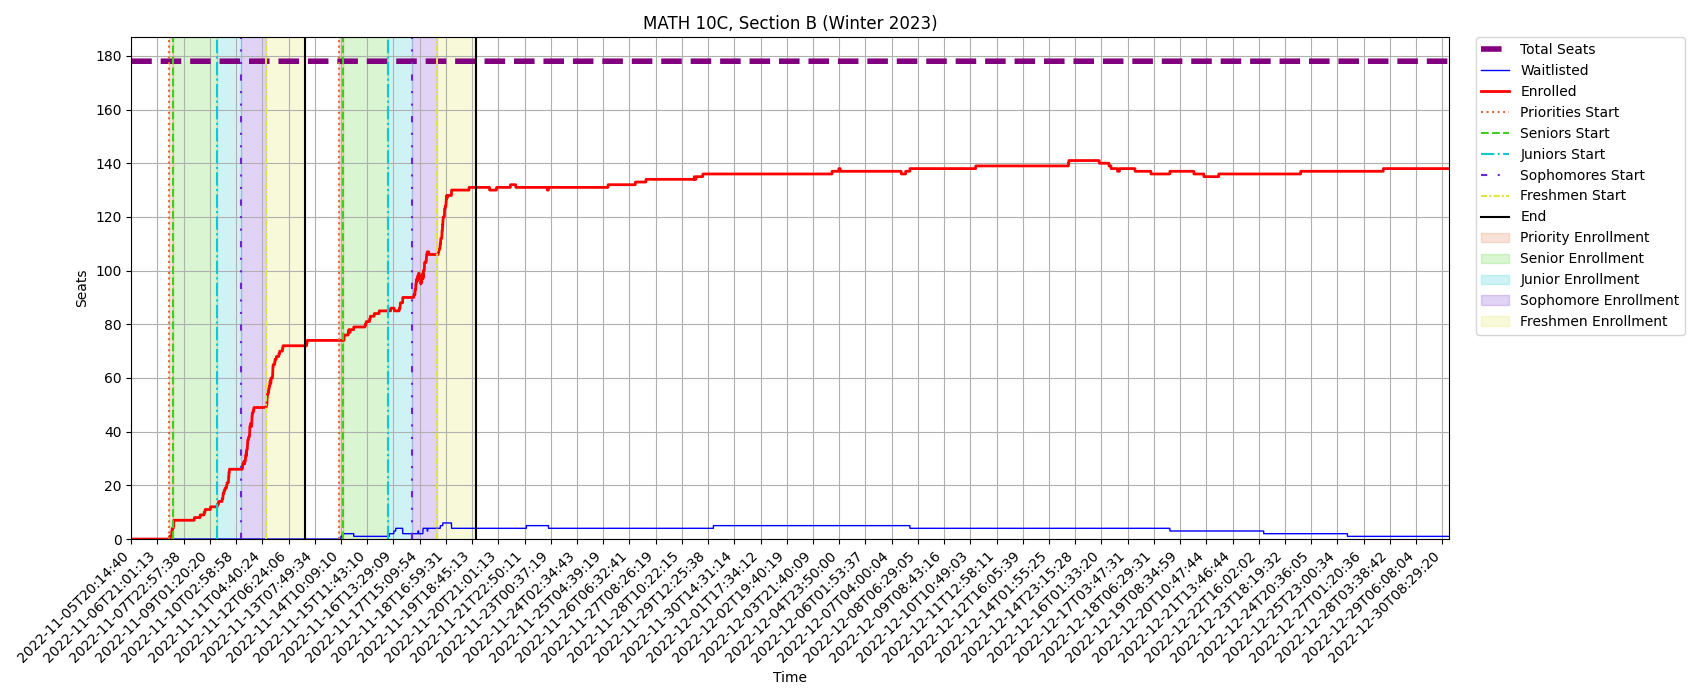 MATH 10C, Section B (Winter 2023)
Seats
180
160
140
120
100
80
60
40
20
0
2022-11-05T20:14:40
2022-11-06T21:01:13
2022-11-07T22:57:38
2022-11-09T01:20:20
2022-11-10T02:58:58
2022-11-11T04:40:24
2022-11-12T06:24:06
2022-11-13T07:49:34
2022-11-14T10:09:10
2022-11-15T11:43:10
2022-11-16T13:29:09
2022-11-17T15:09:54
2022-11-18T16:59:31
2022-11-19T18:45:13
2022-11-20T21:01:13
2022-11-21T22:50:11
2022-11-23T00:37:19
2022-11-24T02:34:43
2022-11-25T04:39:19
2022-11-26T06:32:41
2022-11-27T08:26:19
2022-11-28T10:22:15
2022-11-29T12:25:38
2022-11-30T14:31:14
2022-12-01T17:34:12
2022-12-02T19:40:19
2022-12-03T21:40:09
2022-12-04T23:50:00
2022-12-06T01:53:37
2022-12-07T04:00:04
2022-12-08T06:29:05
2022-12-09T08:43:16
2022-12-10T10:49:03
2022-12-11T12:58:11
2022-12-12T16:05:39
2022-12-14T01:55:25
2022-12-14T23:15:28
2022-12-16T01:33:20
2022-12-17T03:47:31
2022-12-18T06:29:31
2022-12-19T08:34:59
2022-12-20T10:47:44
2022-12-21T13:46:44
2022-12-22T16:02:02
2022-12-23T18:19:32
2022-12-24T20:36:05
2022-12-25T23:00:34
2022-12-27T01:20:36
2022-12-28T03:38:42
2022-12-29T06:08:04
2022-12-30T08:29:20
Time
Total Seats
Waitlisted
Enrolled
Priorities Start
Seniors Start
Juniors Start
Sophomores Start
Freshmen Start
End
Priority Enrollment
Senior Enrollment
Junior Enrollment
Sophomore Enrollment
Freshmen Enrollment